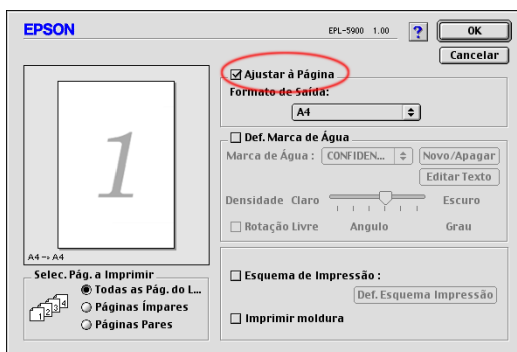 EPSON
EPL-5900 1.00
?
OK
Cancelar
Ajustar à Página
Formato de Saída:
A4
1
Def. Marca de Água
Marca de Água : CONFIDEN... Novo/Apagar
Editar Texto
Densidade Claro Escuro
Rotação Livre Angulo Grau
A4 -> A4
Selec. Pág. a Imprimir
Todas as Pág. do L...
Páginas Ímpares
Páginas Pares
1 2 3 4
Esquema de Impressão :
Def. Esquema Impressão
Imprimir moldura